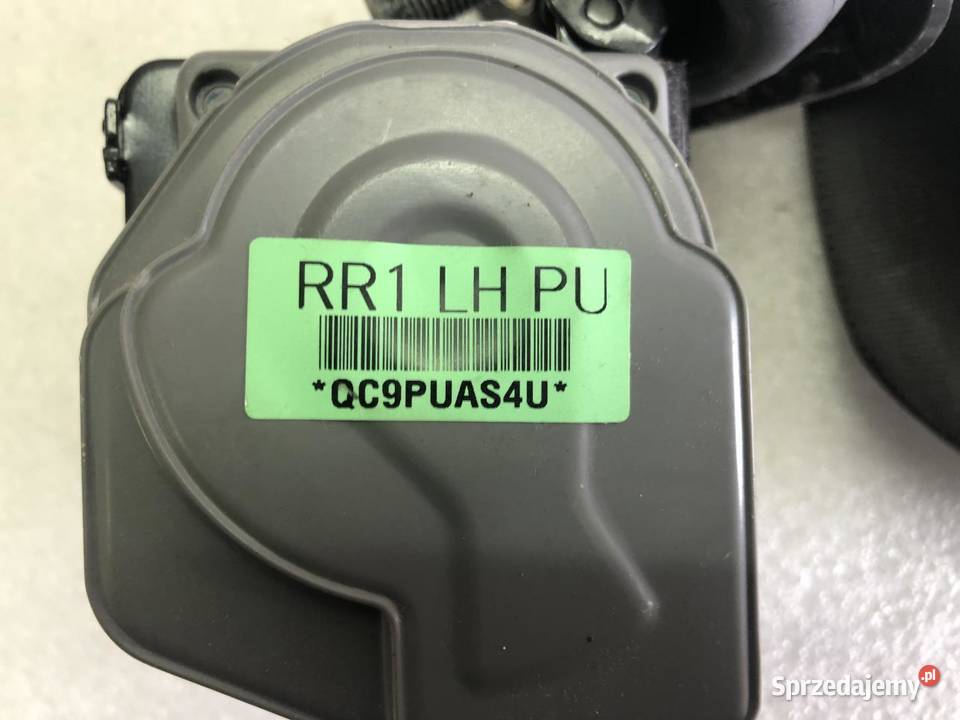 RR1 LH PU
*QC9PUAS4U*
Sprzedajemy.pl